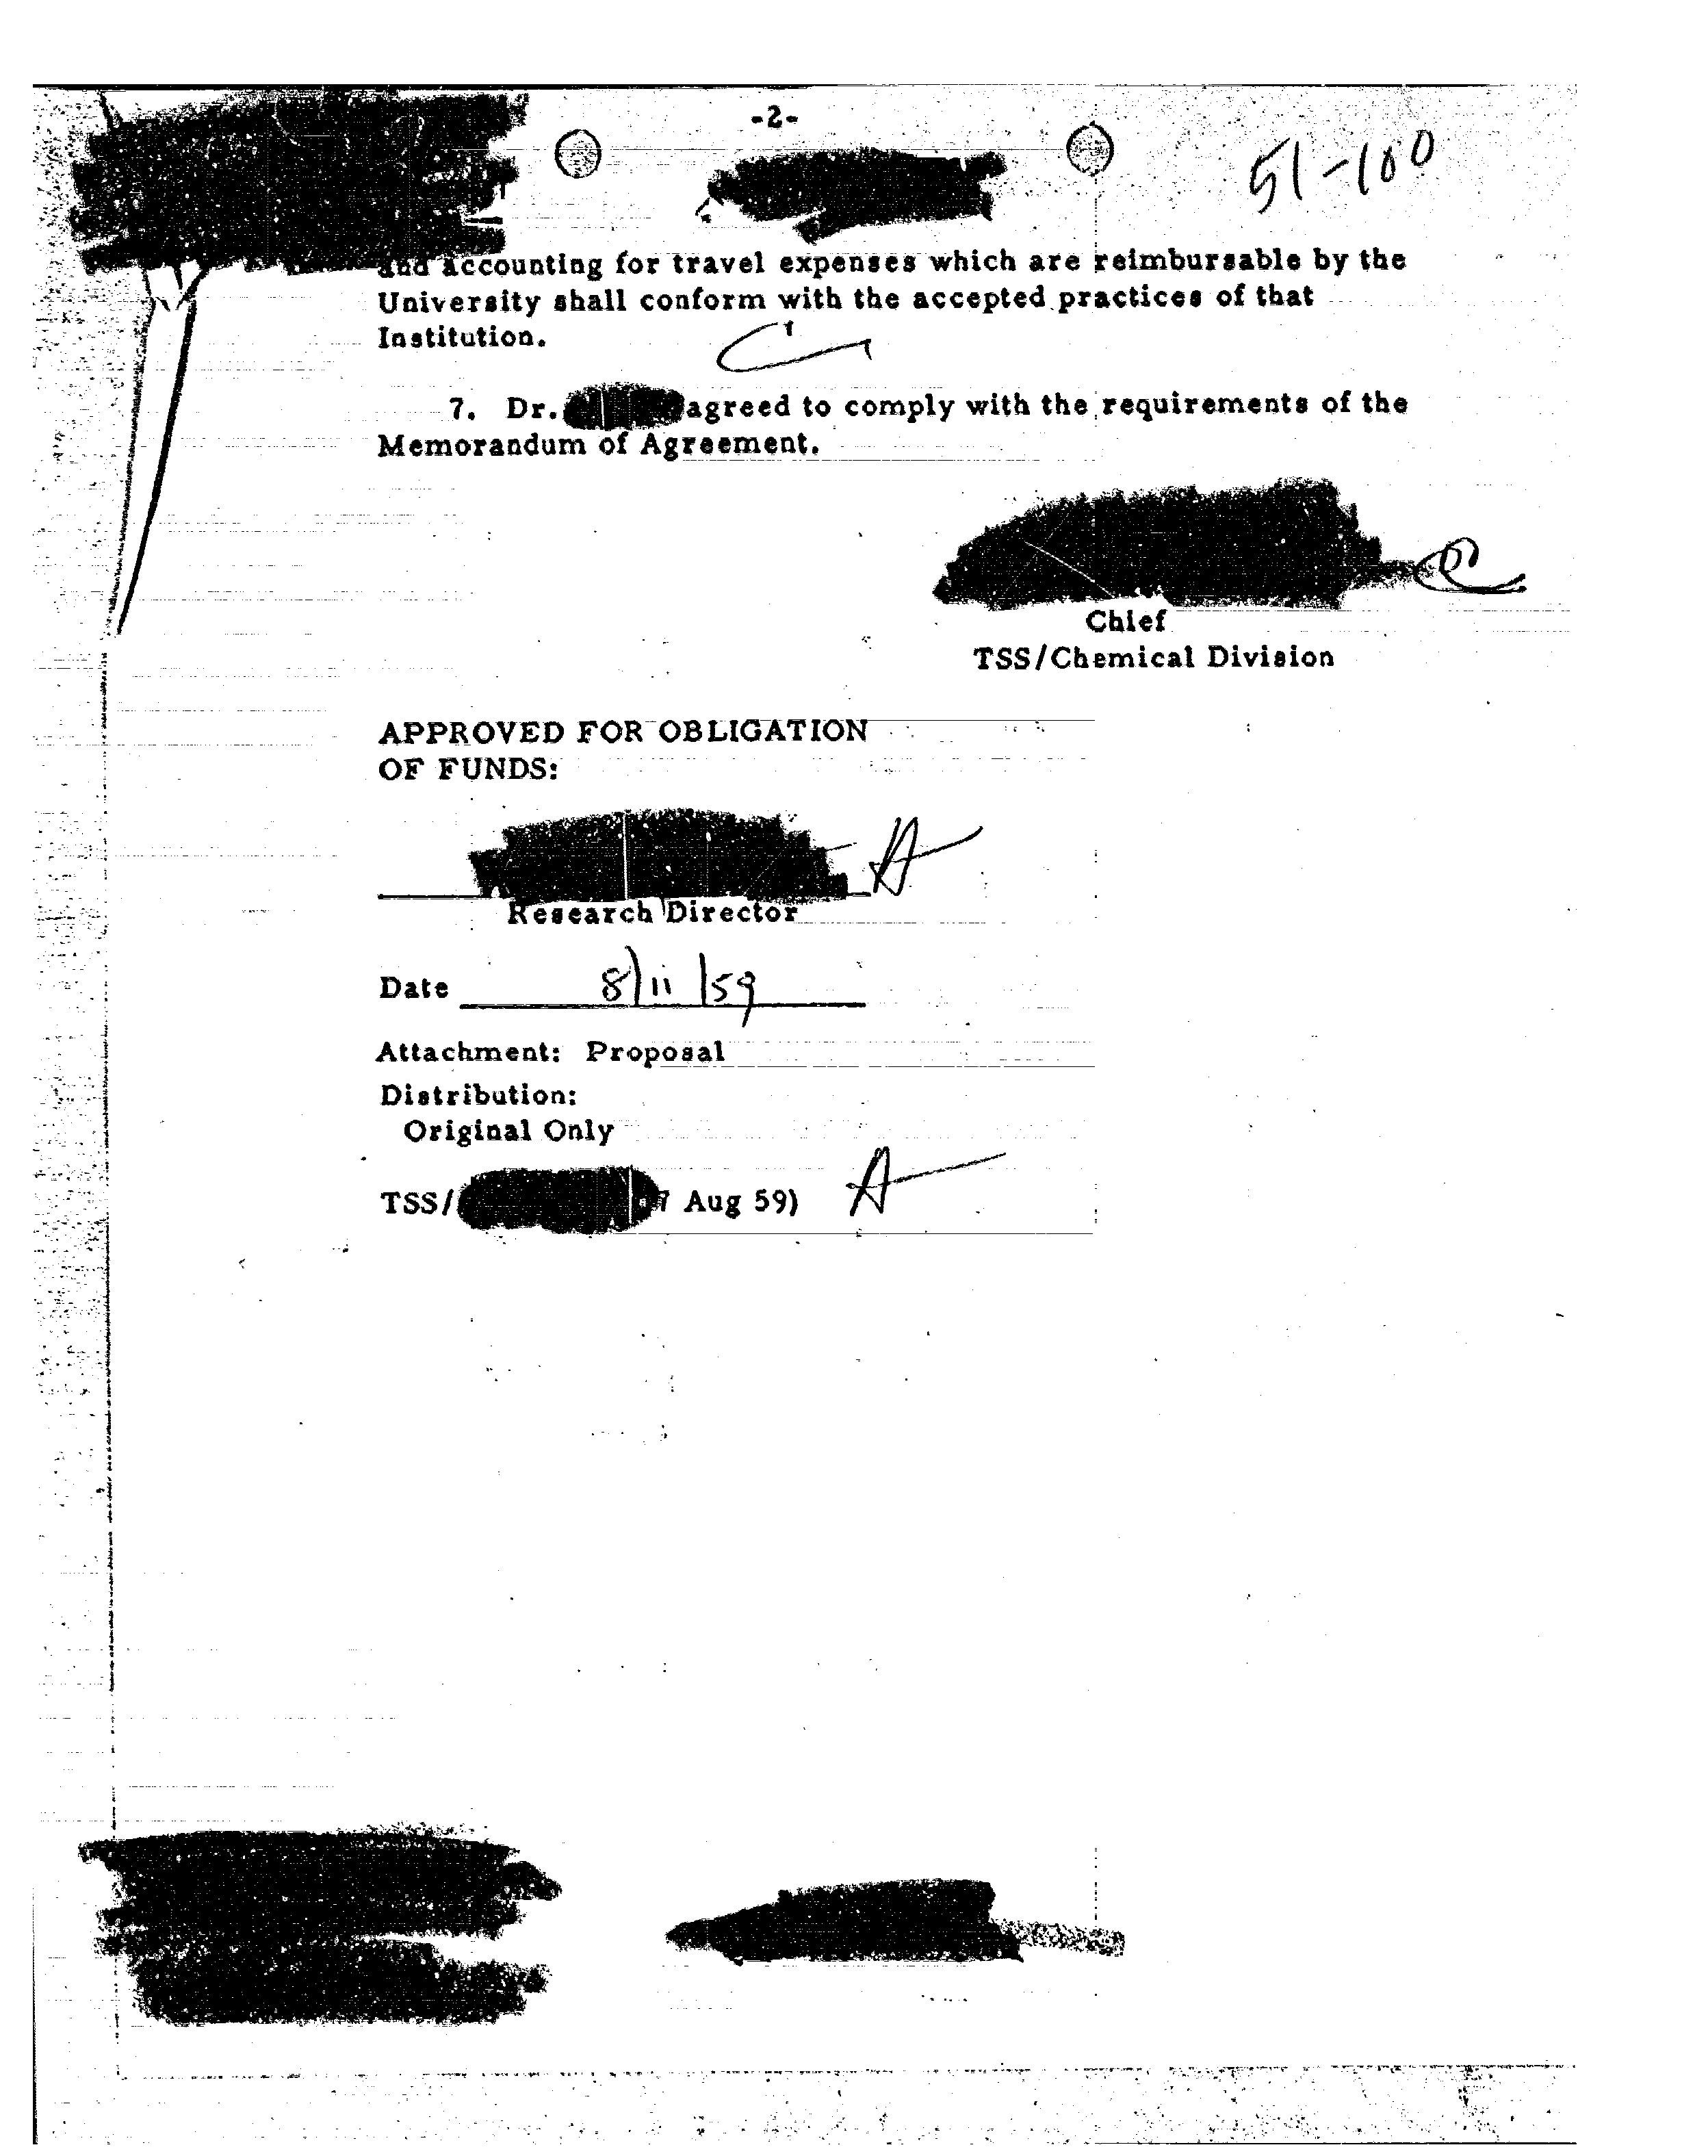 -2-
51-100
and accounting for travel expenses which are reimbursable by the
University shall conform with the accepted practices of that
Institution.
C
7. Dr. agreed to comply with the requirements of the
Memorandum of Agreement.
C
Chief
TSS/Chemical Division
APPROVED FOR OBLIGATION
OF FUNDS:
A
Research Director
Date 8/11/59
Attachment: Proposal
Distribution:
Original Only
TSS/ 7 Aug 59)
A